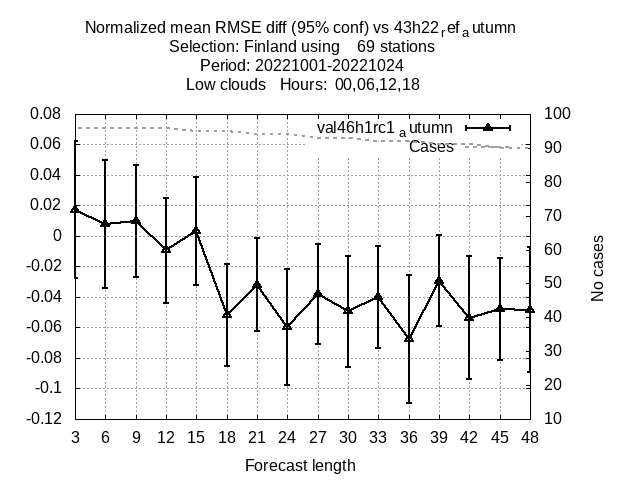 Normalized mean RMSE diff (95% conf) vs 43h22refautumn
Selection: Finland using 69 stations
Period: 20221001-20221024
Low clouds Hours: 00,06,12,18
0.08
0.06
0.04
0.02
0
-0.02
-0.04
-0.06
-0.08
-0.1
-0.12
val46h1rc1autumn
Cases
100
90
80
70
60
50
40
30
20
10
No cases
3 6 9 12 15 18 21 24 27 30 33 36 39 42 45 48
Forecast length